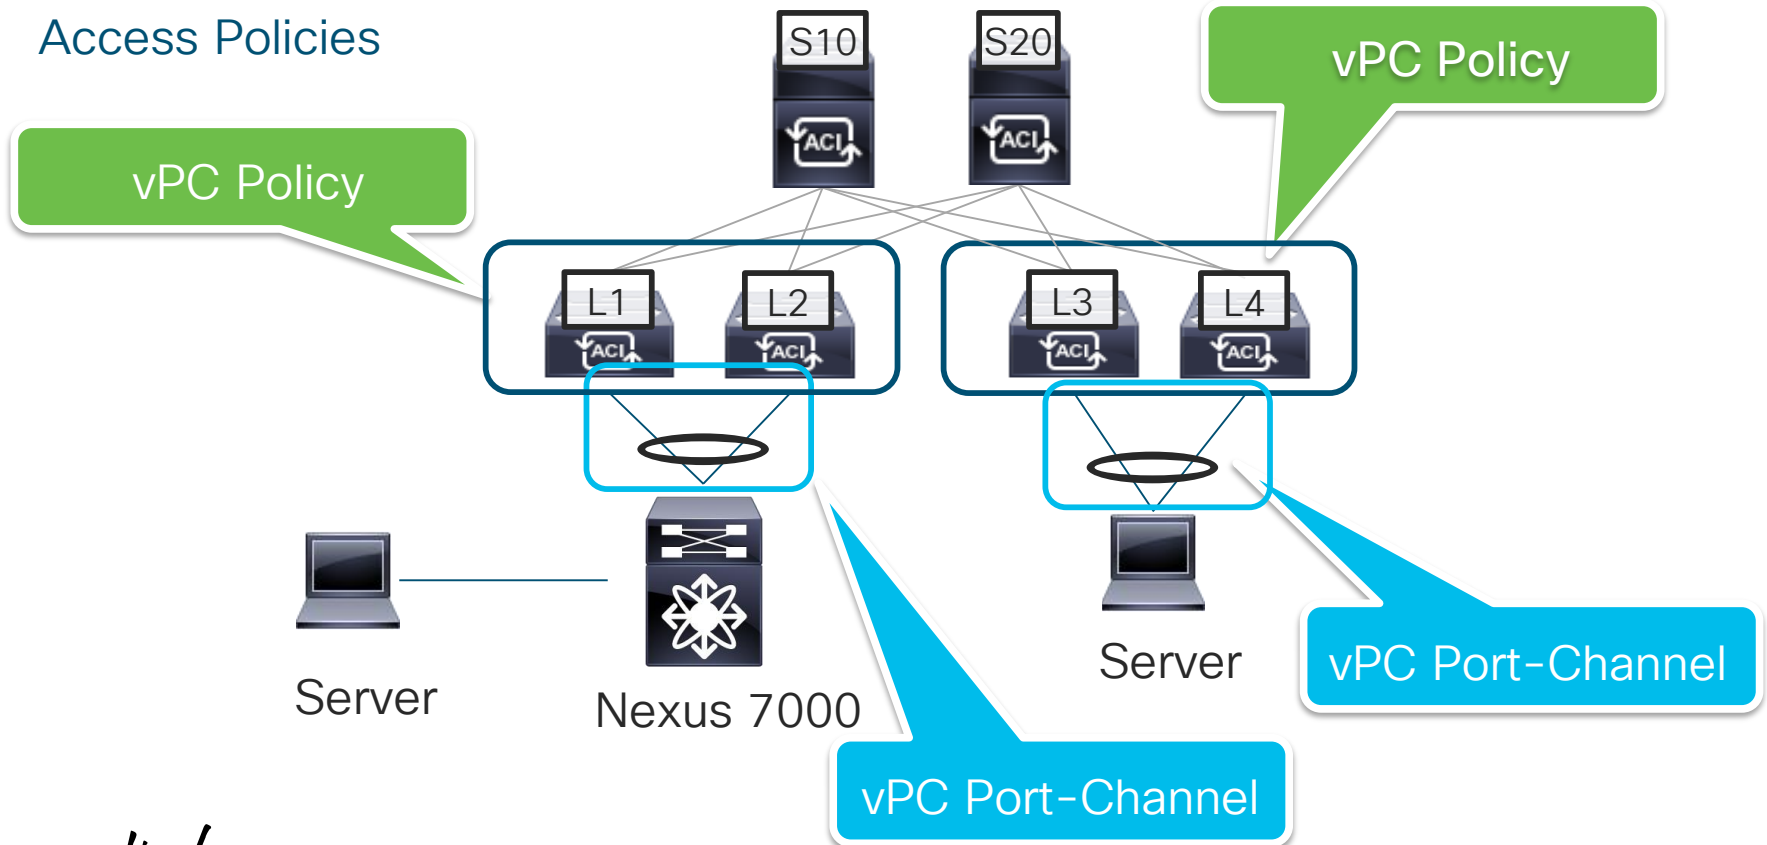 Access Policies
S10
S20
vPC Policy
vPC Policy
ACI
ACI
L1
L2
L3
L4
ACI
ACI
ACI
ACI
Server
Nexus 7000
Server
vPC Port-Channel
vPC Port-Channel